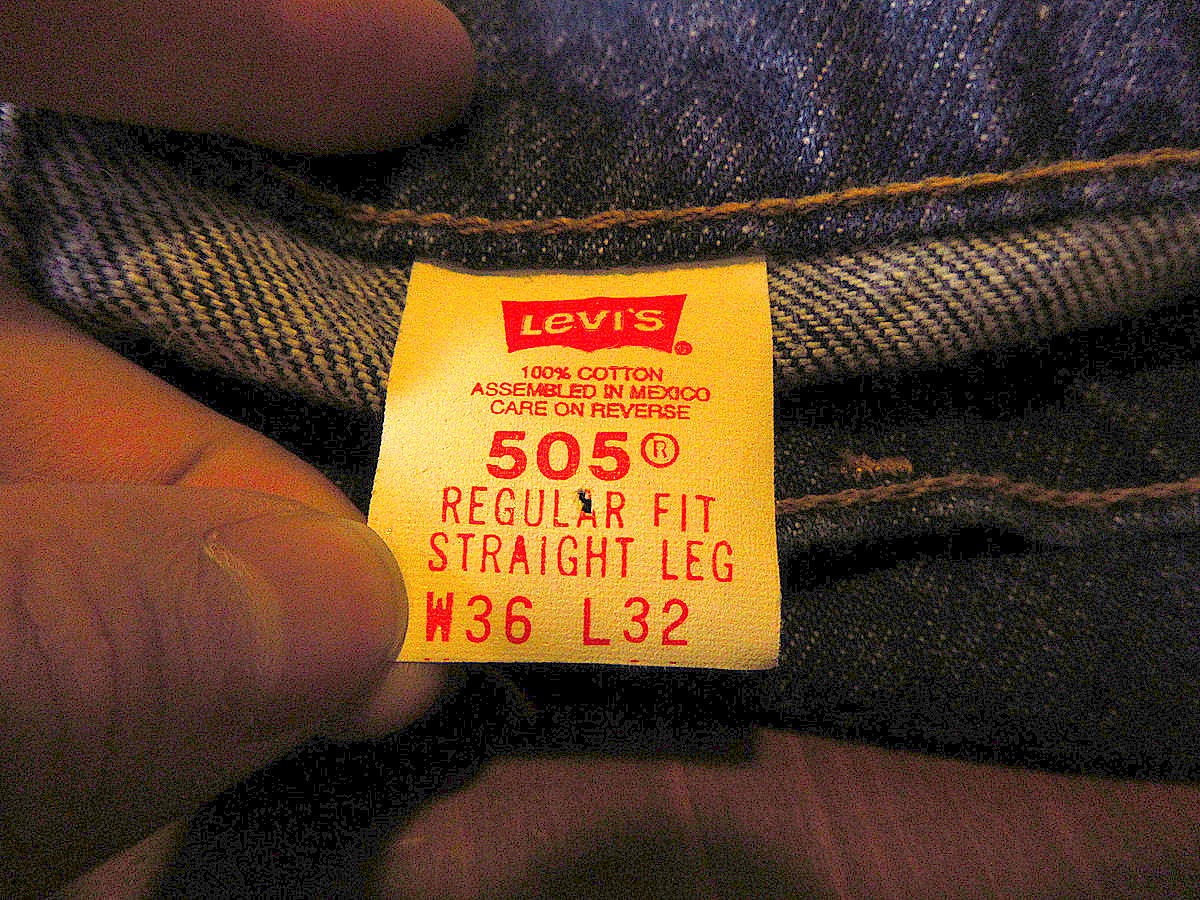 Levi's
100% COTTON
ASSEMBLED IN MEXICO
CARE ON REVERSE
505®
REGULAR FIT
STRAIGHT LEG
W36 L32